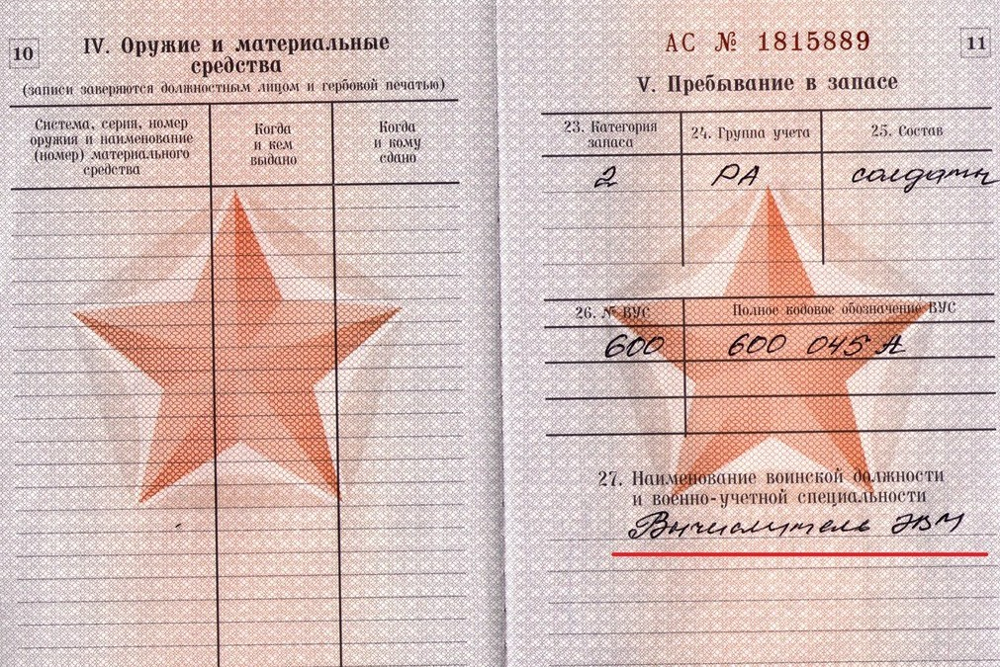 10
IV. Оружие и материальные
средства
(записи заверяются должностным лицом и гербовой печатью)
Система, серия, номер
оружия и наименование
(номер) материального
средства
Когда
и кем
выдано
Когда
и кому
сдано
АС № 1815889
11
V. Пребывание в запасе
23. Категория
запаса
24. Группа учета
25. Состав
2
РА
солдаты
26. № ВУС
Полное кодовое обозначение ВУС
600
600 045 А
27. Наименование воинской должности
и военно-учетной специальности
Вычислитель ЭВМ